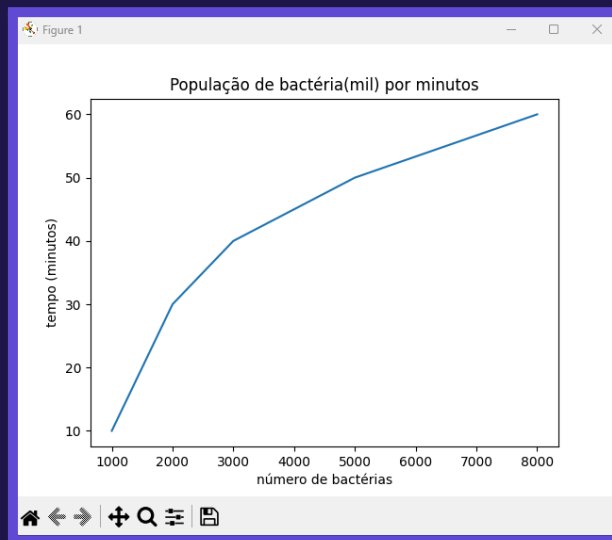 Figure 1
População de bactéria(mil) por minutos
60
50
40
30
20
10
tempo (minutos)
1000 2000 3000 4000 5000 6000 7000 8000
número de bactérias